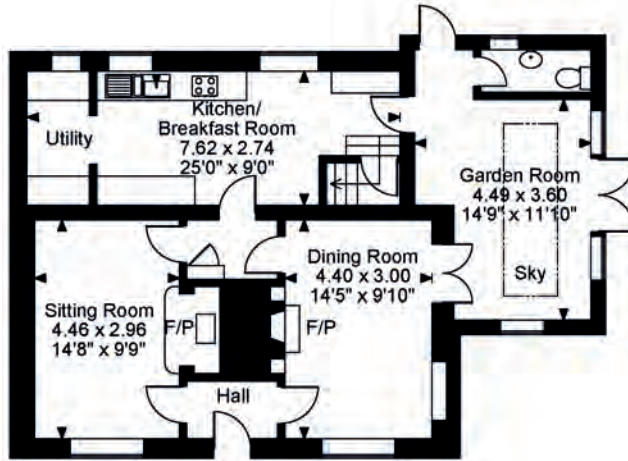 Kitchen/
Breakfast Room
7.62 x 2.74
25'0" x 9'0"
Utility
Garden Room
4.49 x 3.60
14'9" x 11'10"
Sky
Dining Room
4.40 x 3.00
14'5" x 9'10"
F/P
Sitting Room
4.46 x 2.96
14'8" x 9'9"
F/P
Hall